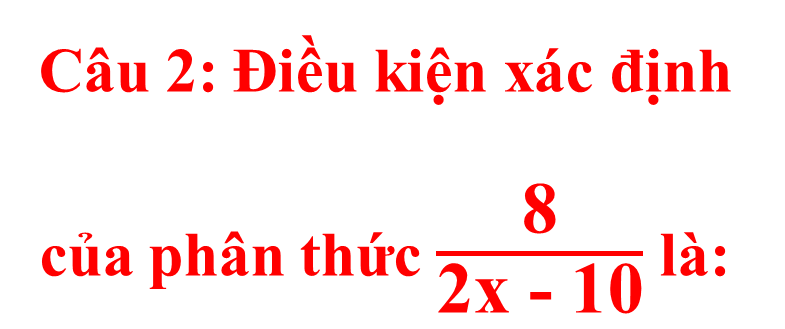 Câu 2: Điều kiện xác định
của phân thức 8/(2x - 10) là: